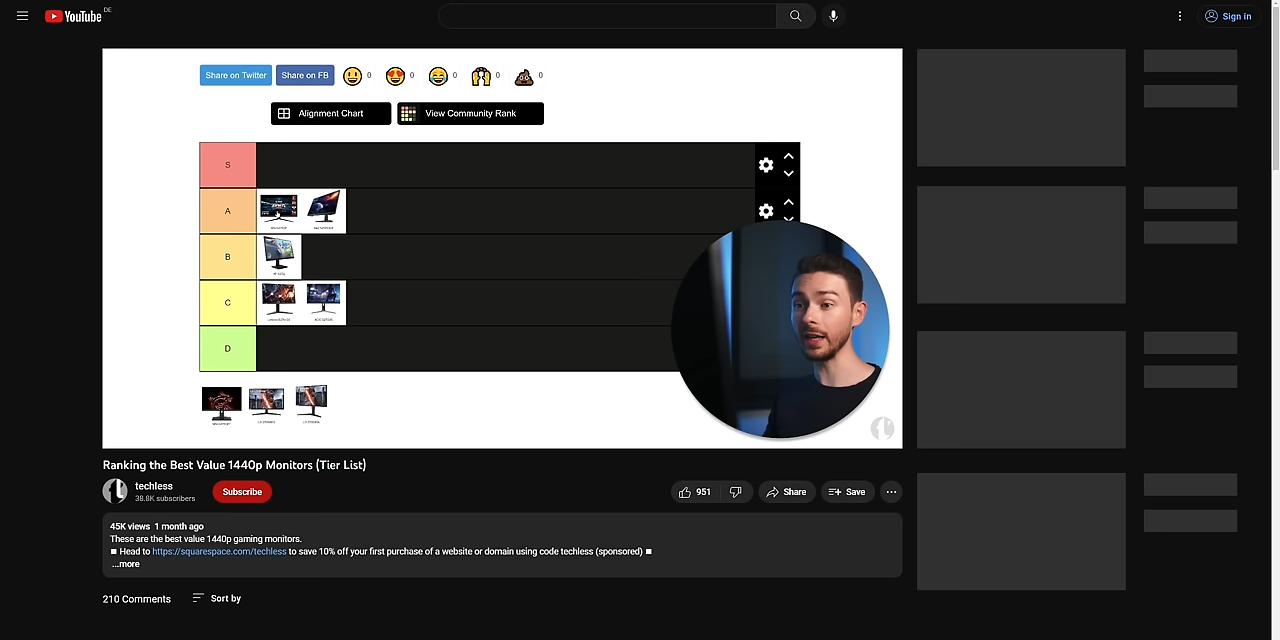 YouTube DE
Sign in
Share on Twitter
Share on FB
0
0
0
0
0
Alignment Chart
View Community Rank
S
A
B
C
D
Ranking the Best Value 1440p Monitors (Tier List)
techless
38.8K subscribers
Subscribe
951
Share
Save
45K views 1 month ago
These are the best value 1440p gaming monitors.
■ Head to https://squarespace.com/techless to save 10% off your first purchase of a website or domain using code techless (sponsored) ■
...more
210 Comments
Sort by